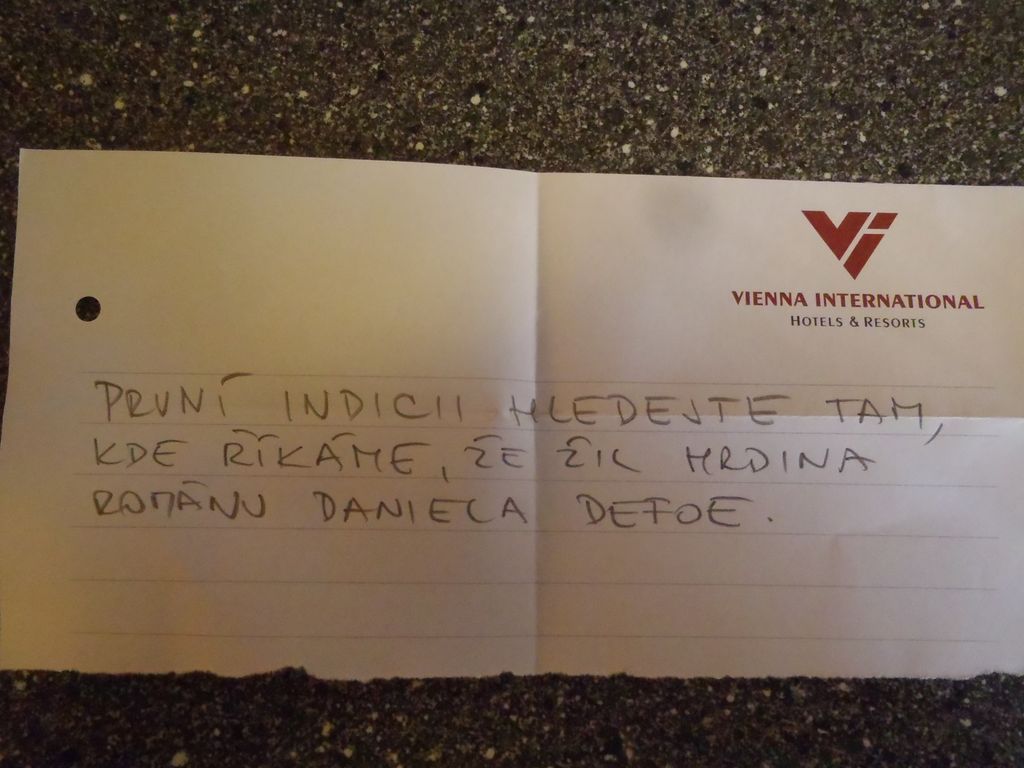 Vi
VIENNA INTERNATIONAL
HOTELS & RESORTS
PRVNÍ INDICII HLEDEJTE TAM,
KDE ŘÍKÁME, ŽE ŽIL HRDINA
ROMÁNU DANIELA DEFOE.